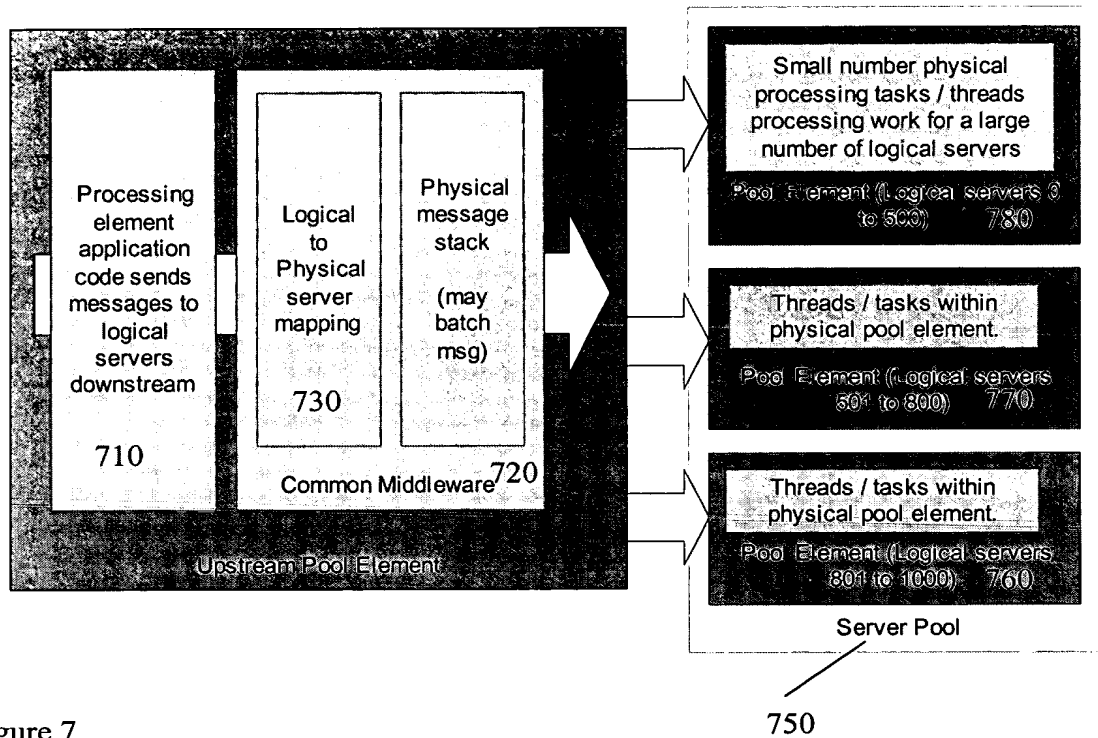 Processing
element
application
code sends
messages to
logical
servers
downstream
710
Logical
to
Physical
server
mapping
730
Physical
message
stack
(may
batch
msg)
Common Middleware 720
Upstream Pool Element
Small number physical
processing tasks / threads
processing work for a large
number of logical servers
Pool Element (Logical servers 3
to 500) 780
Threads / tasks within
physical pool element.
Pool Element (Logical servers
501 to 800) 770
Threads / tasks within
physical pool element.
Pool Element (Logical servers
801 to 1000) 760
Server Pool
750
gure 7